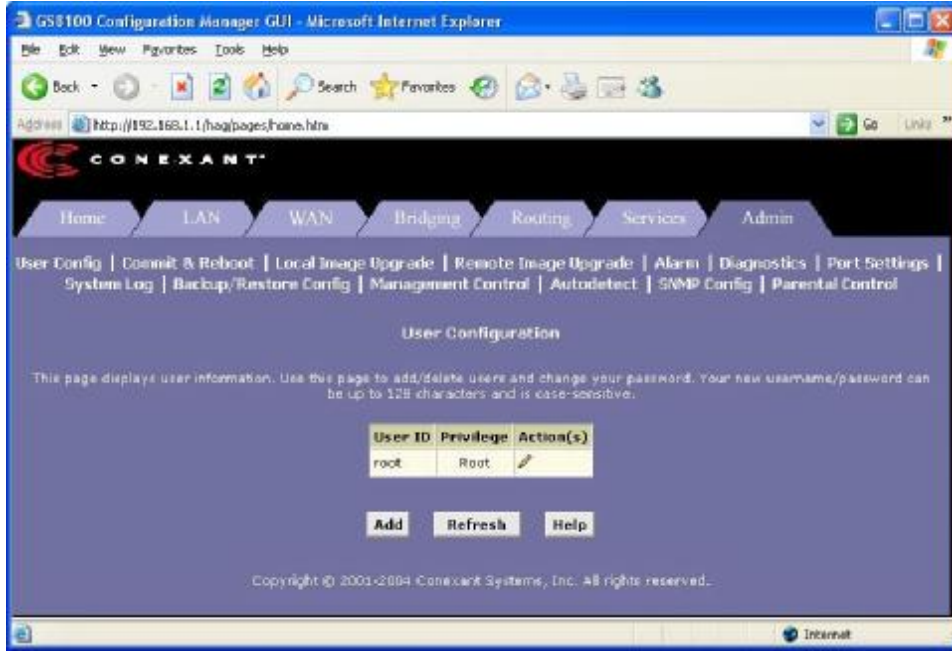 GS8100 Configuration Manager GUI - Microsoft Internet Explorer
File Edit View Favorites Tools Help
Back Search Favorites
Address http://192.168.1.1/hag/pages/home.htm Go Links »
CONEXANT
Home LAN WAN Bridging Routing Services Admin
User Config | Commit & Reboot | Local Image Upgrade | Remote Image Upgrade | Alarm | Diagnostics | Port Settings |
System Log | Backup/Restore Config | Management Control | Autodetect | SNMP Config | Parental Control
User Configuration
This page displays user information. Use this page to add/delete users and change your password. Your new username/password can
be up to 128 characters and is case-sensitive.
User ID Privilege Action(s)
root Root
Add Refresh Help
Copyright © 2001-2004 Conexant Systems, Inc. All rights reserved.
Internet